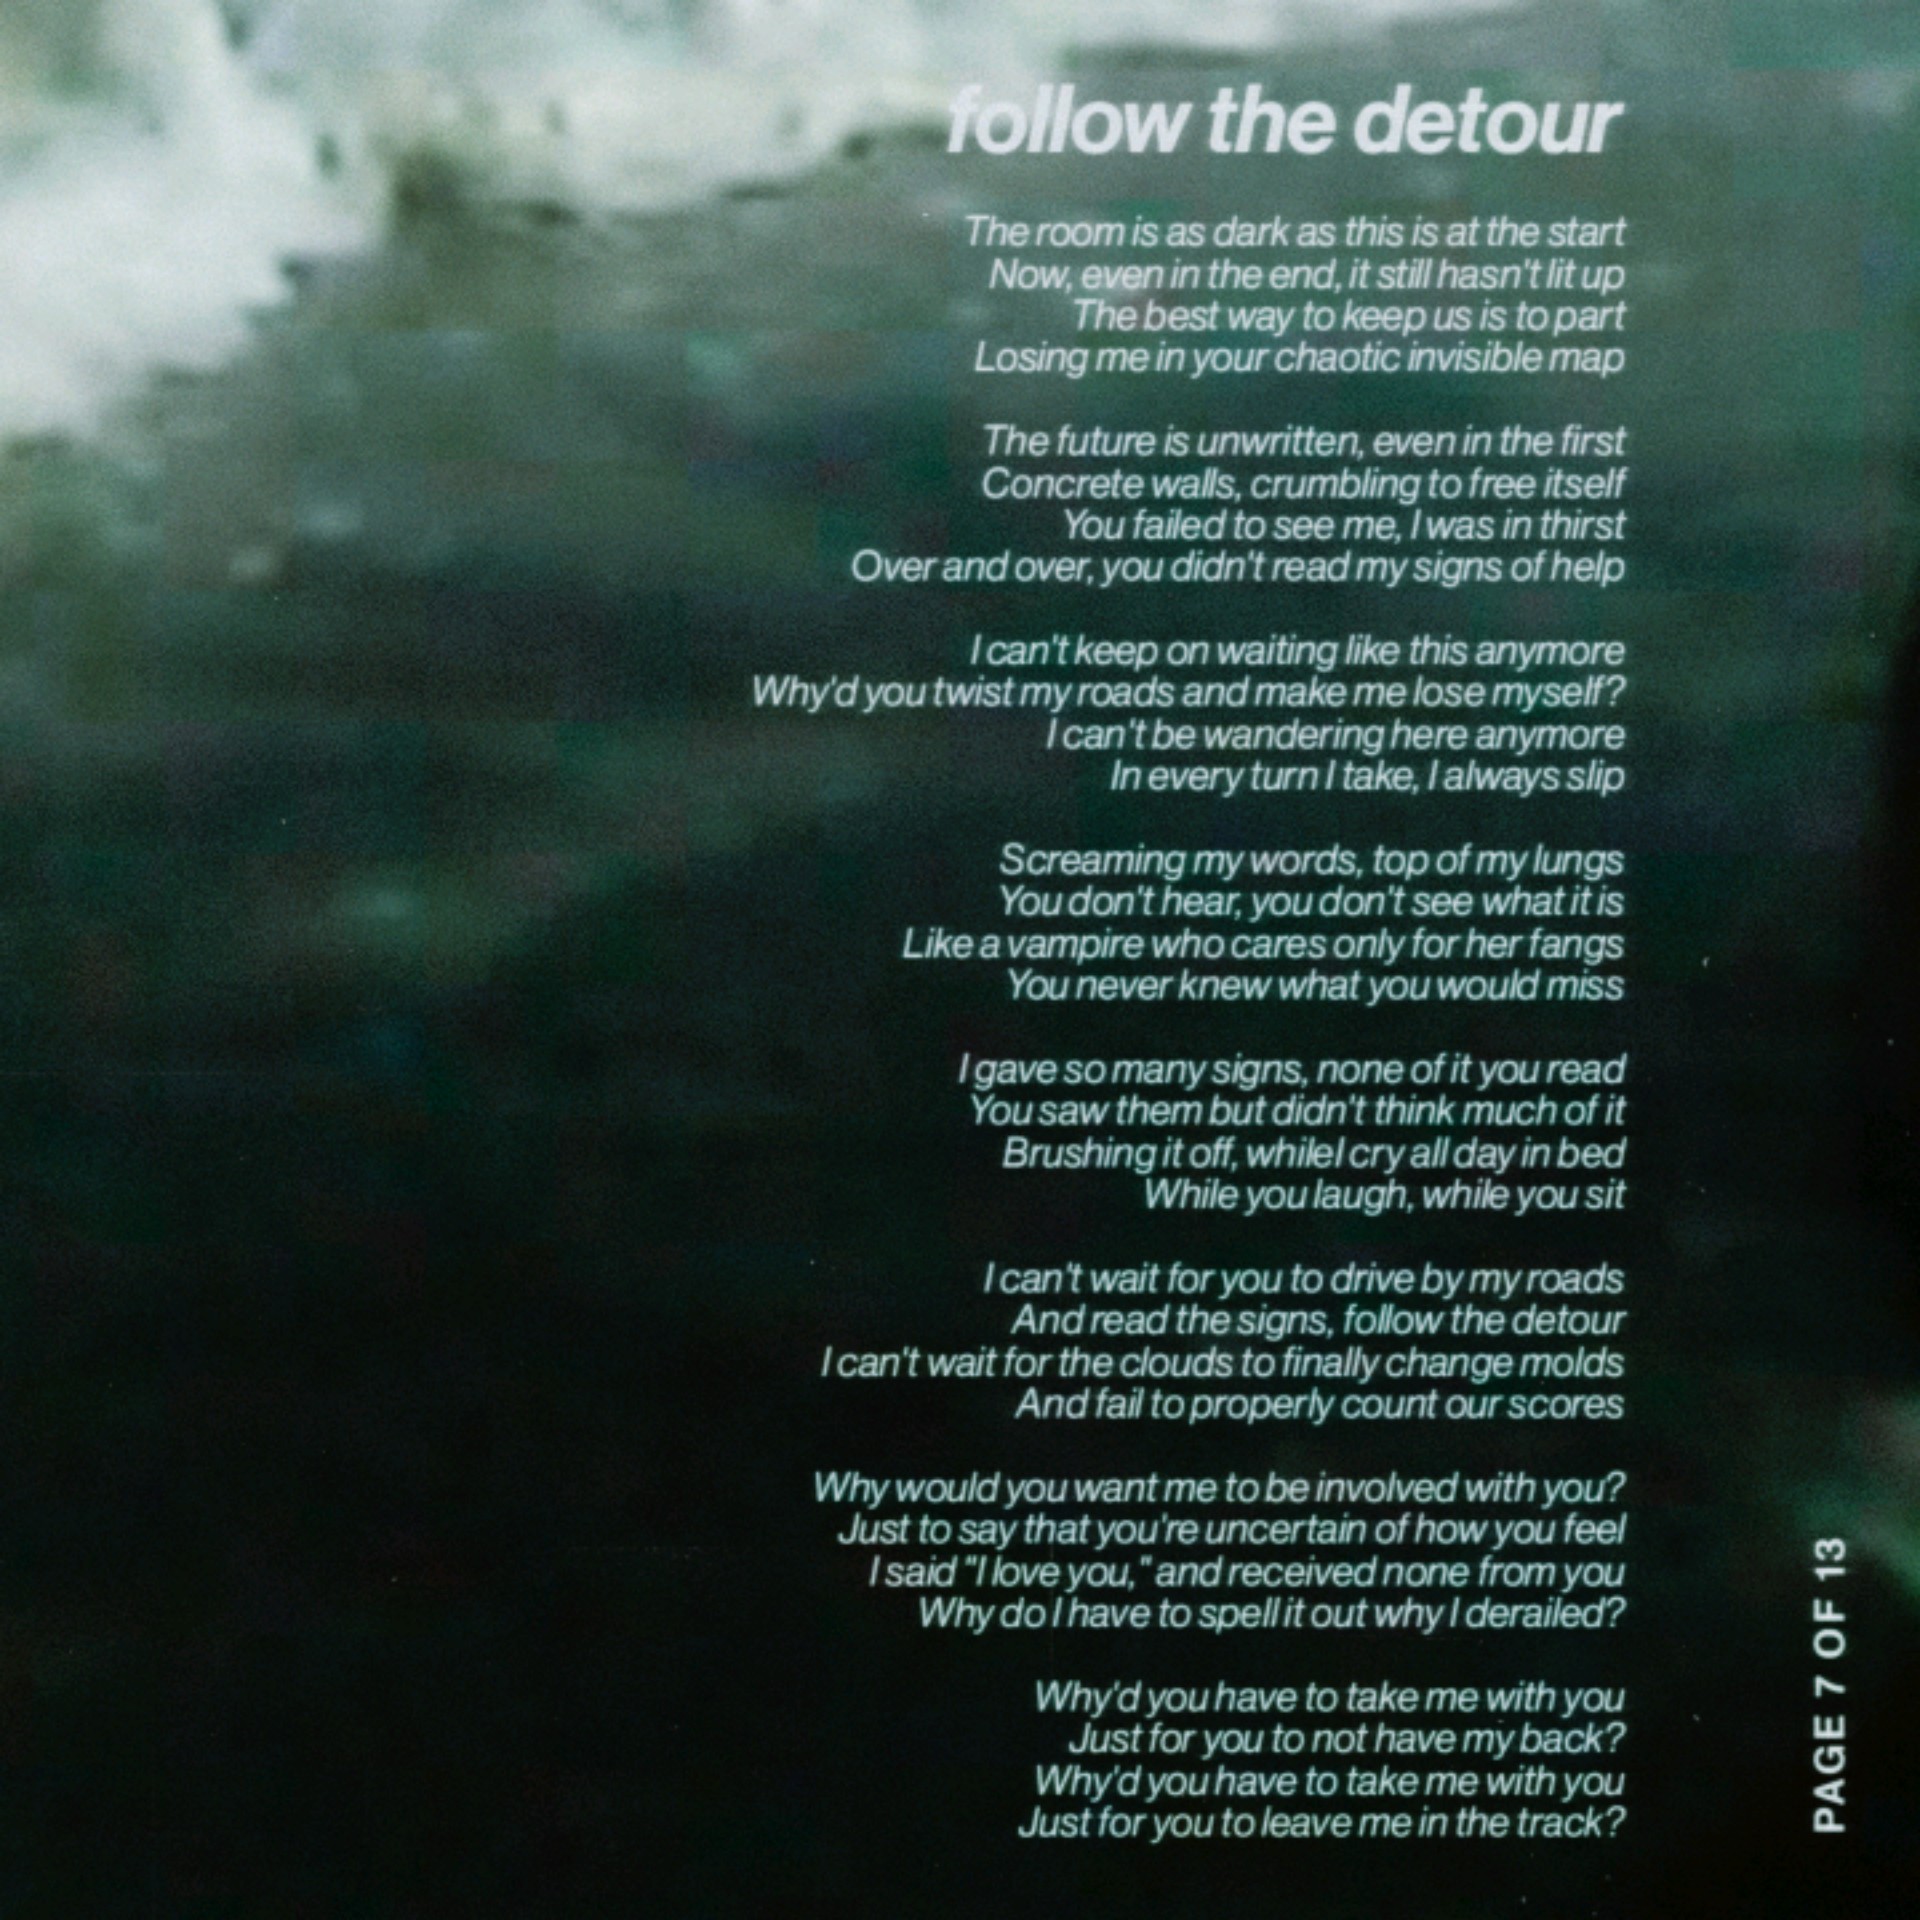 follow the detour
The room is as dark as this is at the start
Now, even in the end, it still hasn't lit up
The best way to keep us is to part
Losing me in your chaotic invisible map
The future is unwritten, even in the first
Concrete walls, crumbling to free itself
You failed to see me, I was in thirst
Over and over, you didn't read my signs of help
I can't keep on waiting like this anymore
Why'd you twist my roads and make me lose myself?
I can't be wandering here anymore
In every turn I take, I always slip
Screaming my words, top of my lungs
You don't hear, you don't see what it is
Like a vampire who cares only for her fangs
You never knew what you would miss
I gave so many signs, none of it you read
You saw them but didn't think much of it
Brushing it off, whileI cry all day in bed
While you laugh, while you sit
I can't wait for you to drive by my roads
And read the signs, follow the detour
I can't wait for the clouds to finally change molds
And fail to properly count our scores
Why would you want me to be involved with you?
Just to say that you're uncertain of how you feel
I said "I love you," and received none from you
Why do I have to spell it out why I derailed?
Why'd you have to take me with you
Just for you to not have my back?
Why'd you have to take me with you
Just for you to leave me in the track?
PAGE 7 OF 13